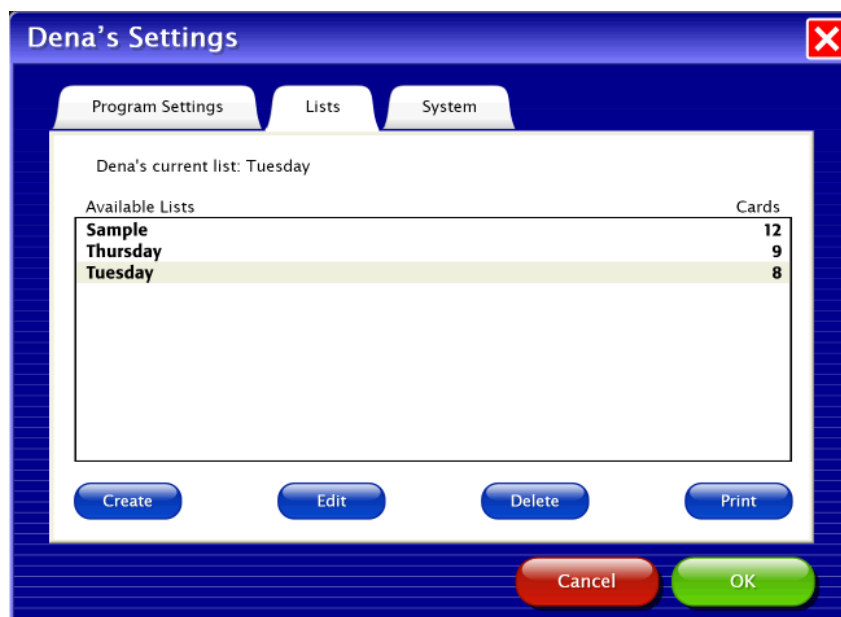 Dena's Settings
Program Settings Lists System
Dena's current list: Tuesday
Available Lists Cards
Sample 12
Thursday 9
Tuesday 8
Create Edit Delete Print
Cancel OK